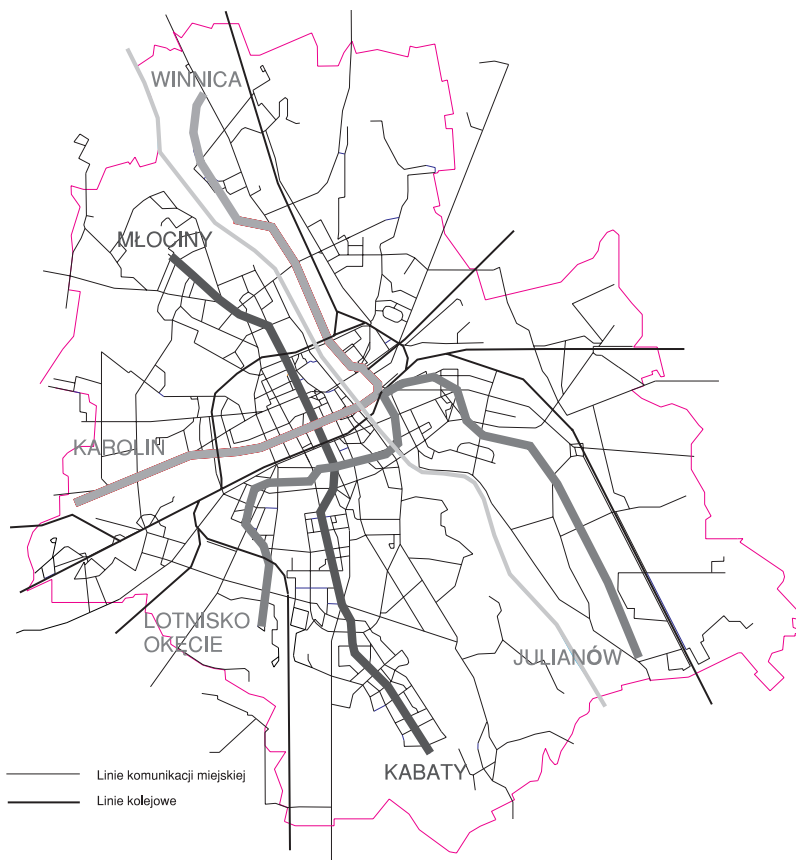 WINNICA
MŁOCINY
KAROLIN
LOTNISKO
OKĘCIE
JULIANÓW
KABATY
Linie komunikacji miejskiej
Linie kolejowe